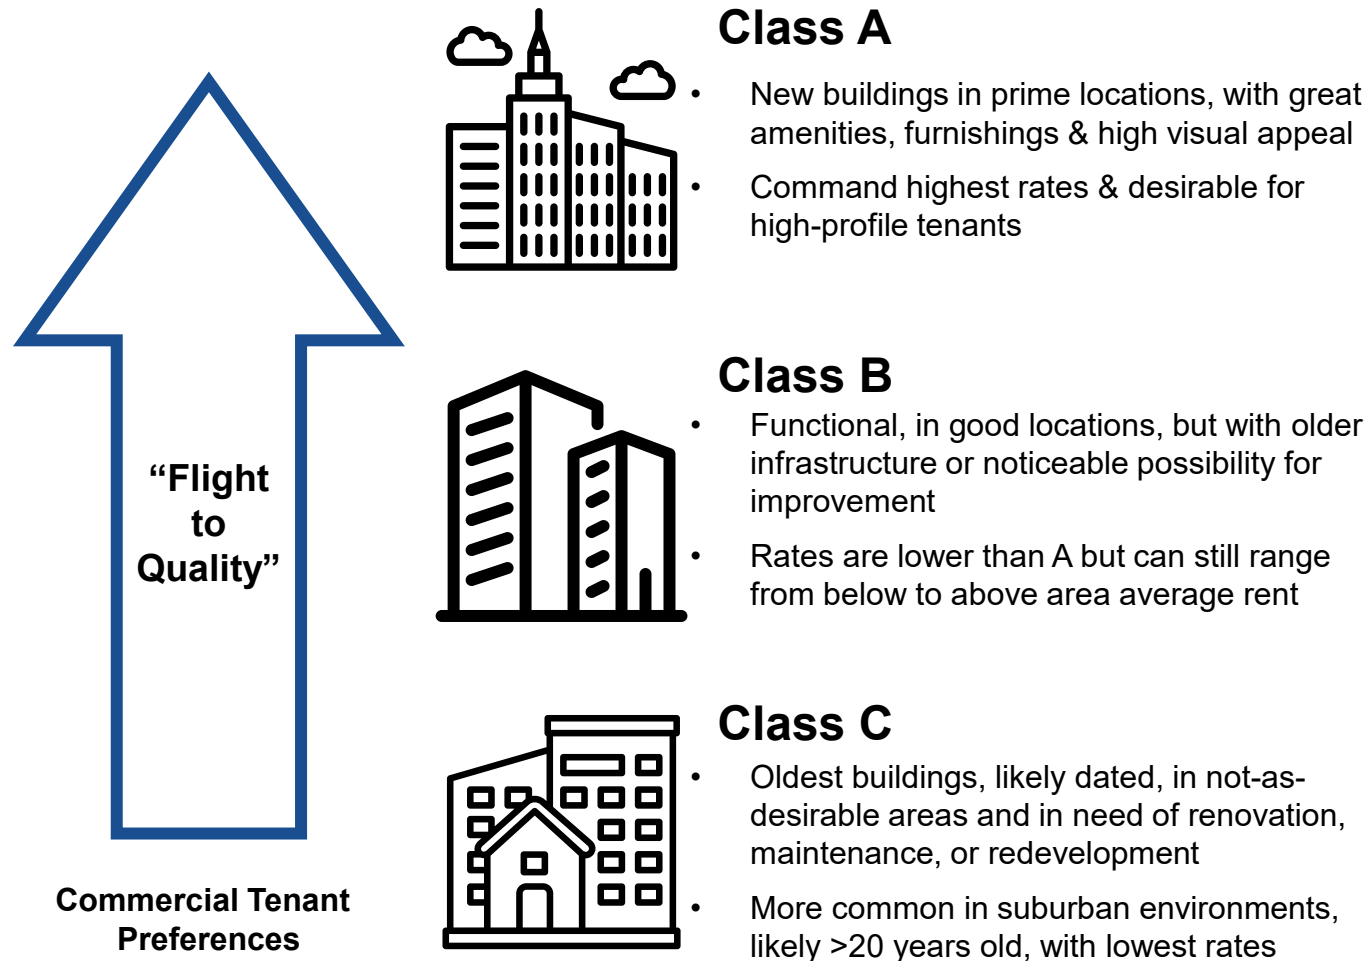 Class A
• New buildings in prime locations, with great
amenities, furnishings & high visual appeal
• Command highest rates & desirable for
high-profile tenants
Class B
• Functional, in good locations, but with older
infrastructure or noticeable possibility for
improvement
• Rates are lower than A but can still range
from below to above area average rent
Class C
• Oldest buildings, likely dated, in not-as-
desirable areas and in need of renovation,
maintenance, or redevelopment
• More common in suburban environments,
likely >20 years old, with lowest rates
“Flight
to
Quality”
Commercial Tenant
Preferences